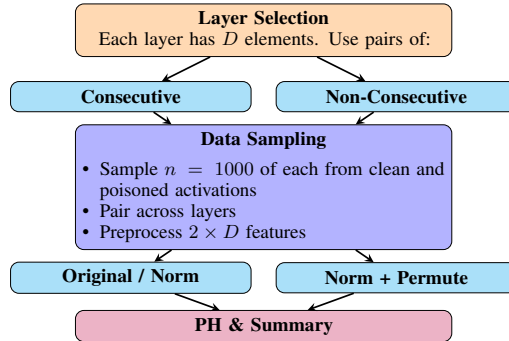 Layer Selection
Each layer has D elements. Use pairs of:
Consecutive
Non-Consecutive
Data Sampling
• Sample n = 1000 of each from clean and
poisoned activations
• Pair across layers
• Preprocess 2 × D features
Original / Norm
Norm + Permute
PH & Summary